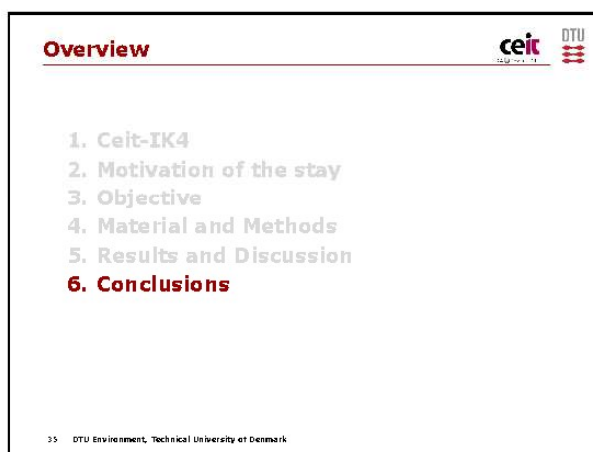 Overview
ceit
DTU
1. Ceit-IK4
2. Motivation of the stay
3. Objective
4. Material and Methods
5. Results and Discussion
6. Conclusions
35 DTU Environment, Technical University of Denmark